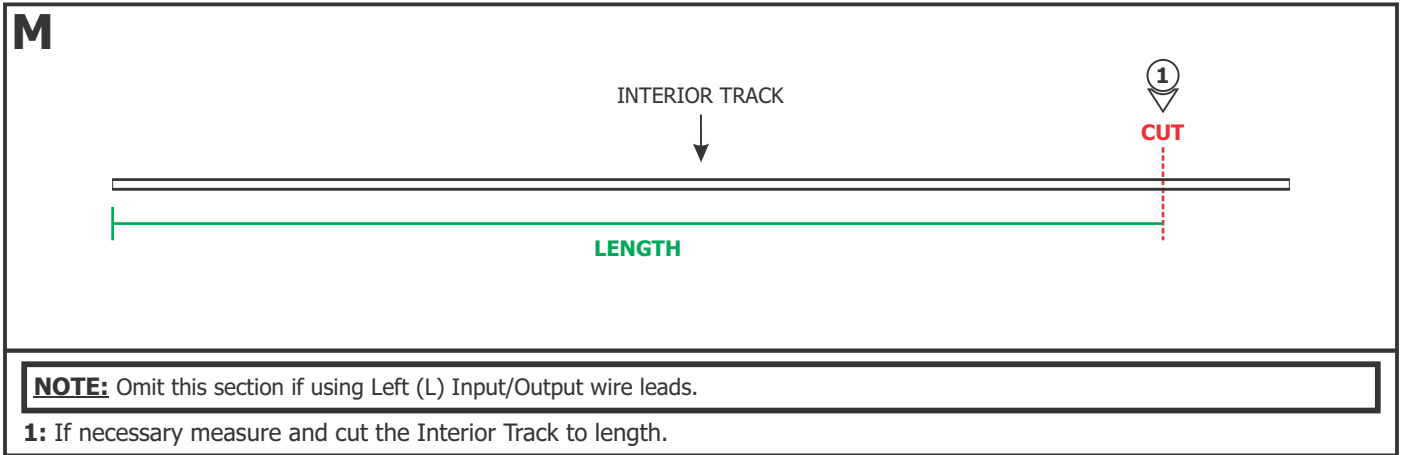 M
1
INTERIOR TRACK
CUT
LENGTH
NOTE: Omit this section if using Left (L) Input/Output wire leads.
1: If necessary measure and cut the Interior Track to length.